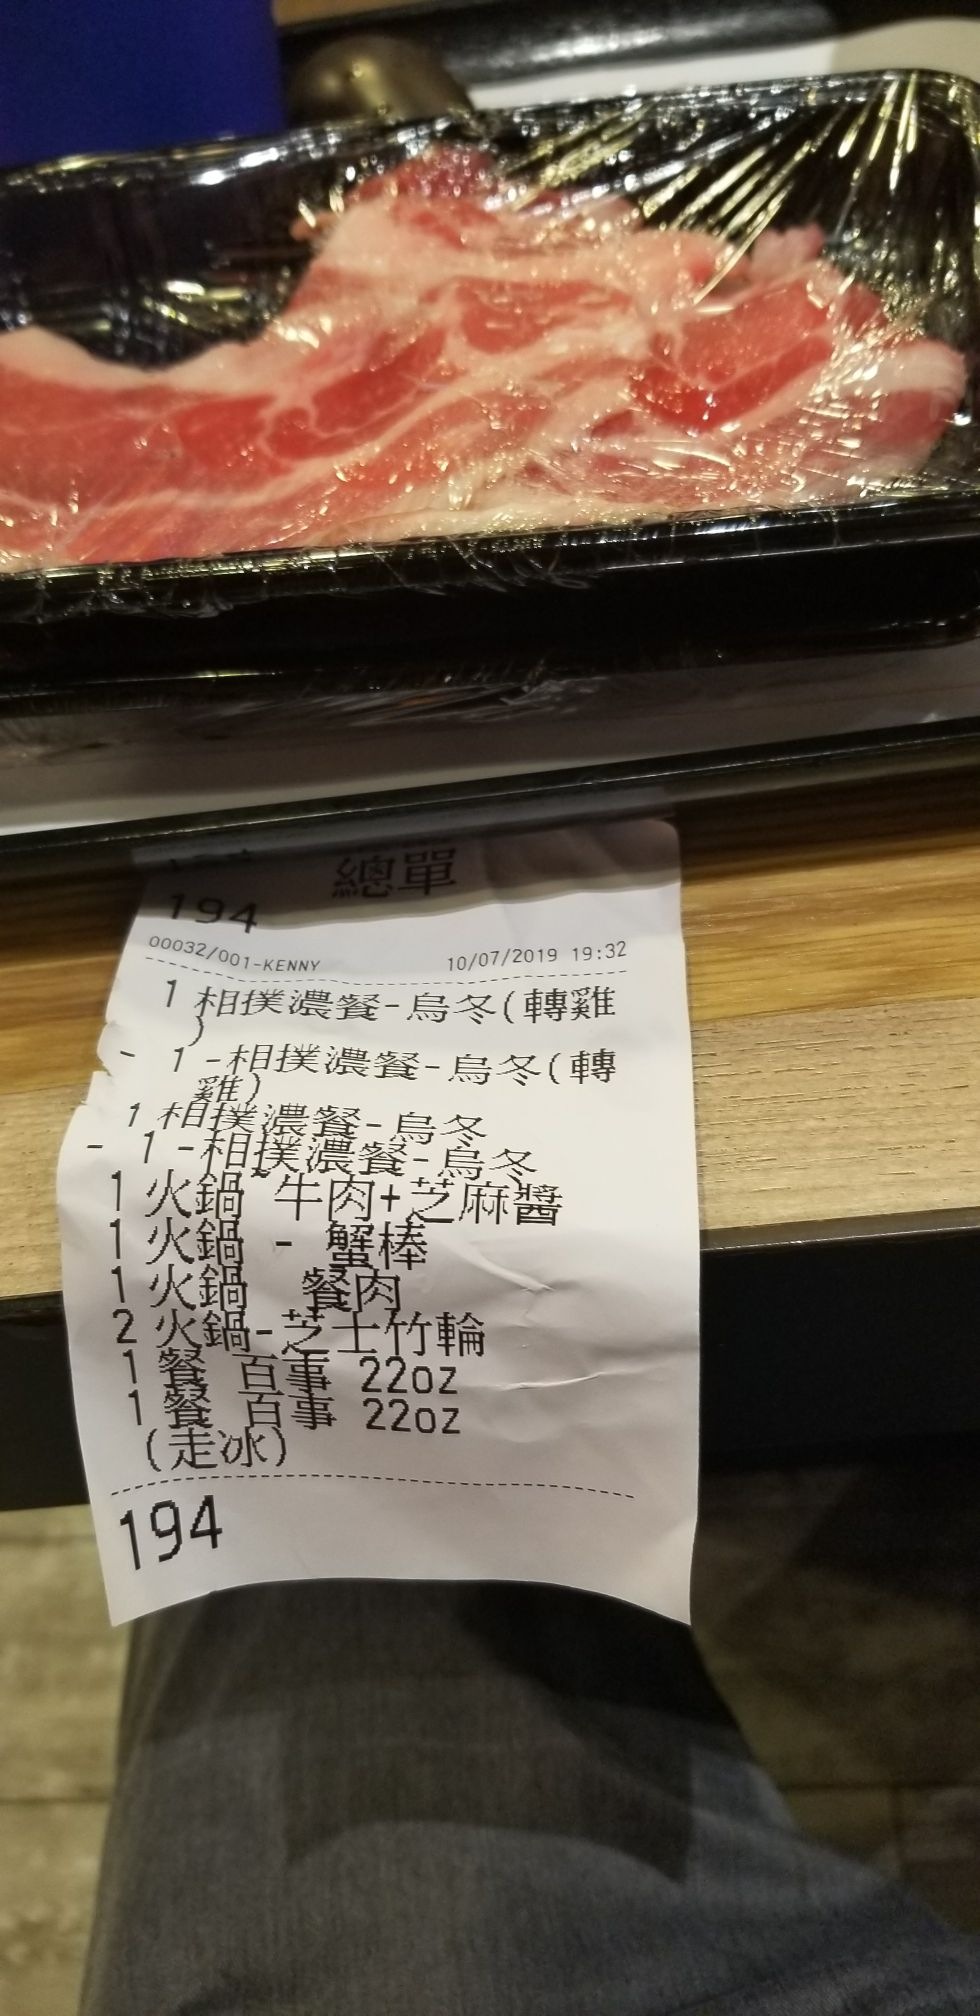 總單
194
00032/001-KENNY 10/07/2019 19:32
1 相撲濃餐-烏冬(轉雞
)
- 1 -相撲濃餐-烏冬(轉
雞)
1 相撲濃餐-烏冬
- 1 -相撲濃餐-烏冬
1 火鍋 牛肉+芝麻醬
1 火鍋 - 蟹棒
1 火鍋 餐肉
2 火鍋-芝士竹輪
1 餐 百事 22oz
1 餐 百事 22oz
(走冰)
194